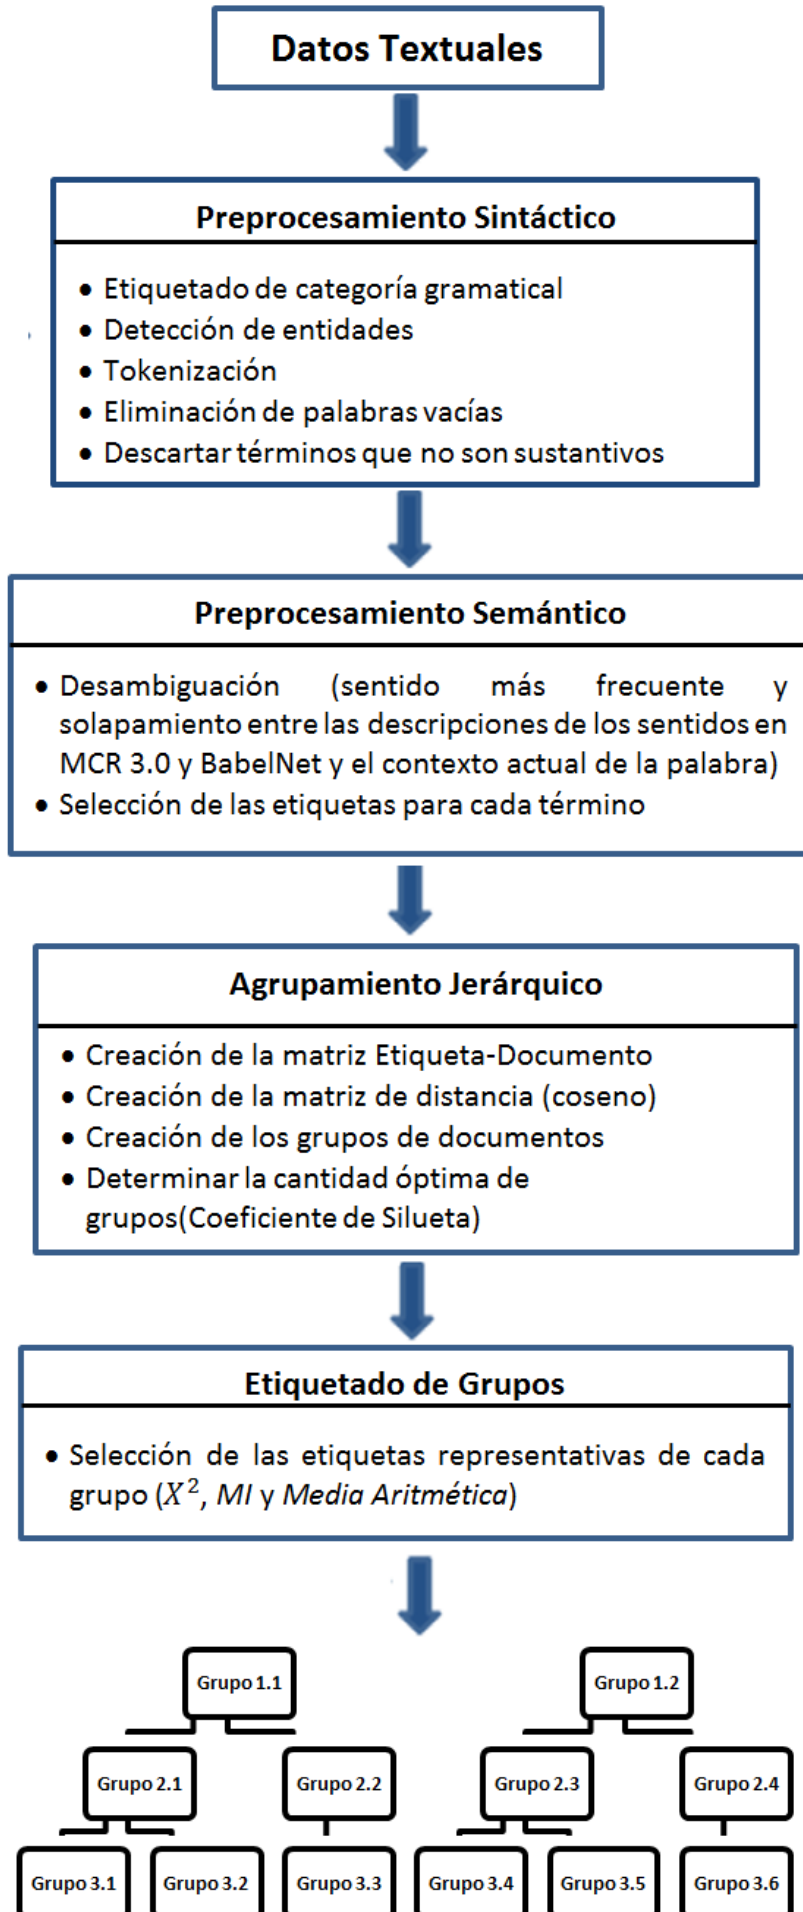 Datos Textuales
Preprocesamiento Sintáctico
• Etiquetado de categoría gramatical
• Detección de entidades
• Tokenización
• Eliminación de palabras vacías
• Descartar términos que no son sustantivos
Preprocesamiento Semántico
• Desambiguación (sentido más frecuente y
solapamiento entre las descripciones de los sentidos en
MCR 3.0 y BabelNet y el contexto actual de la palabra)
• Selección de las etiquetas para cada término
Agrupamiento Jerárquico
• Creación de la matriz Etiqueta-Documento
• Creación de la matriz de distancia (coseno)
• Creación de los grupos de documentos
• Determinar la cantidad óptima de
grupos(Coeficiente de Silueta)
Etiquetado de Grupos
• Selección de las etiquetas representativas de cada
grupo (X², MI y Media Aritmética)
Grupo 1.1 Grupo 1.2
Grupo 2.1 Grupo 2.2 Grupo 2.3 Grupo 2.4
Grupo 3.1 Grupo 3.2 Grupo 3.3 Grupo 3.4 Grupo 3.5 Grupo 3.6